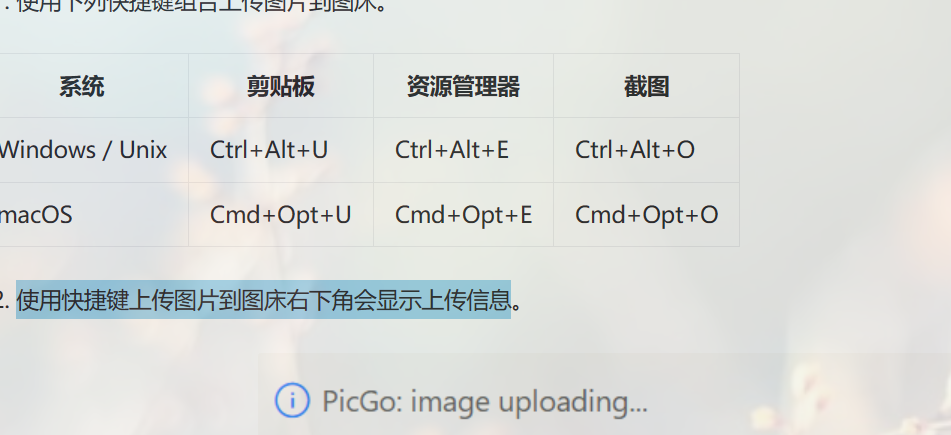 1. 使用下列快捷键组合上传图片到图床。
系统 剪贴板 资源管理器 截图
Windows / Unix Ctrl+Alt+U Ctrl+Alt+E Ctrl+Alt+O
macOS Cmd+Opt+U Cmd+Opt+E Cmd+Opt+O
2. 使用快捷键上传图片到图床右下角会显示上传信息。
PicGo: image uploading...